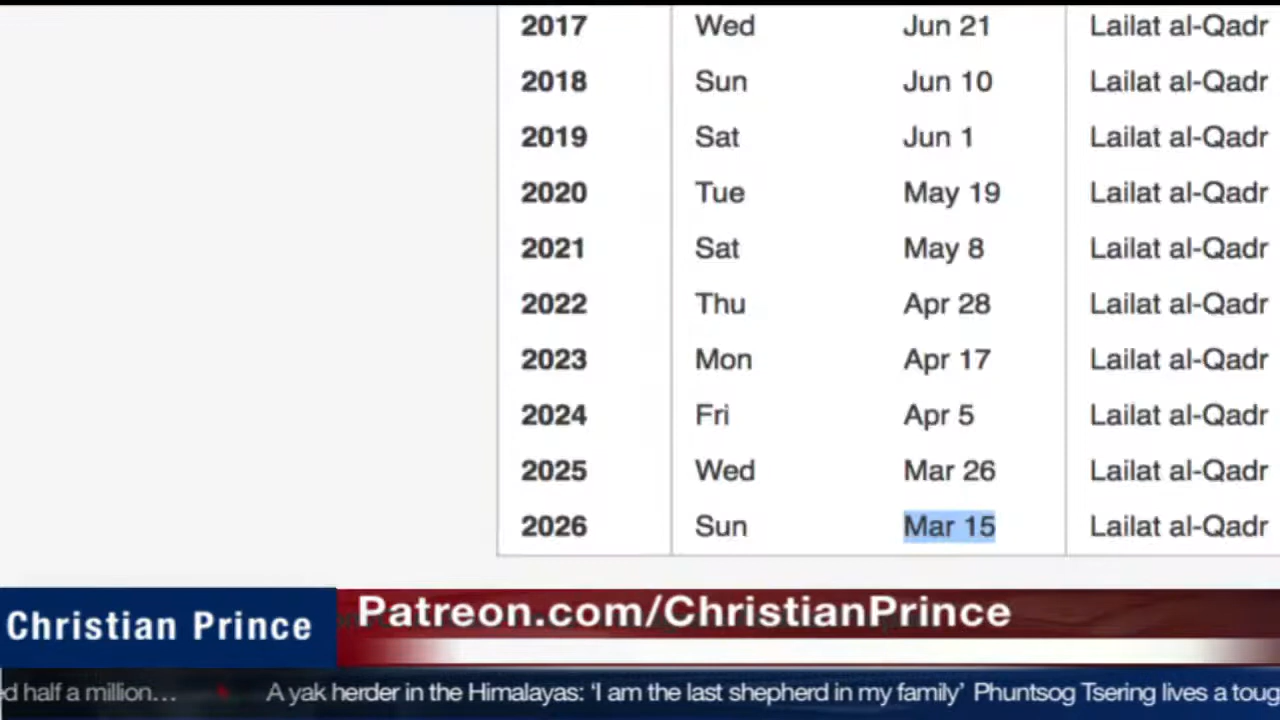 2017 Wed Jun 21 Lailat al-Qadr
2018 Sun Jun 10 Lailat al-Qadr
2019 Sat Jun 1 Lailat al-Qadr
2020 Tue May 19 Lailat al-Qadr
2021 Sat May 8 Lailat al-Qadr
2022 Thu Apr 28 Lailat al-Qadr
2023 Mon Apr 17 Lailat al-Qadr
2024 Fri Apr 5 Lailat al-Qadr
2025 Wed Mar 26 Lailat al-Qadr
2026 Sun Mar 15 Lailat al-Qadr
Christian Prince Patreon.com/ChristianPrince
d half a million... A yak herder in the Himalayas: ‘I am the last shepherd in my family’ Phuntsog Tsering lives a toug